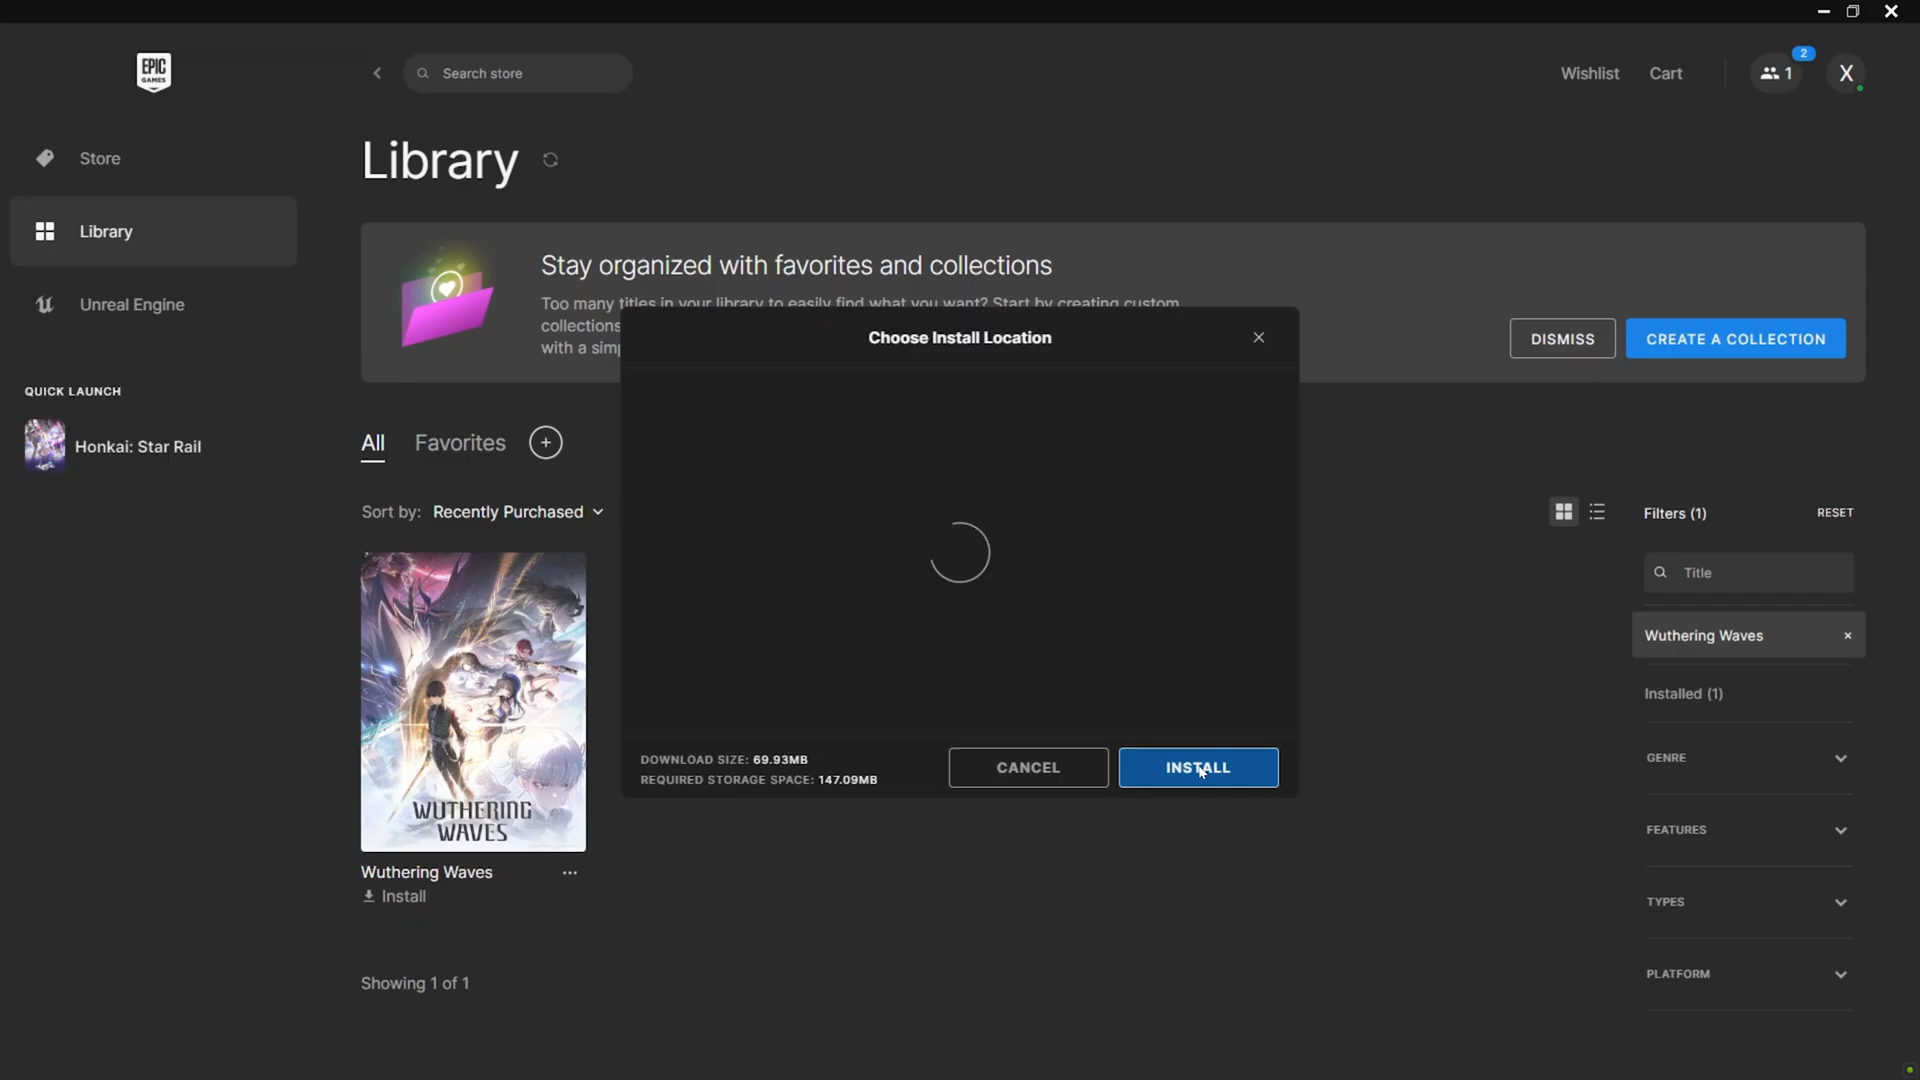 EPIC
GAMES
Search store
Wishlist
Cart
1
2
X
Store
Library
Unreal Engine
QUICK LAUNCH
Honkai: Star Rail
Library
Stay organized with favorites and collections
Too many titles in your library to easily find what you want? Start by creating custom
collections
with a
DISMISS
CREATE A COLLECTION
All
Favorites
Sort by: Recently Purchased
WUTHERING
WAVES
Wuthering Waves
Install
Showing 1 of 1
Choose Install Location
DOWNLOAD SIZE: 69.93MB
REQUIRED STORAGE SPACE: 147.09MB
CANCEL
INSTALL
Filters (1)
RESET
Title
Wuthering Waves
Installed (1)
GENRE
FEATURES
TYPES
PLATFORM